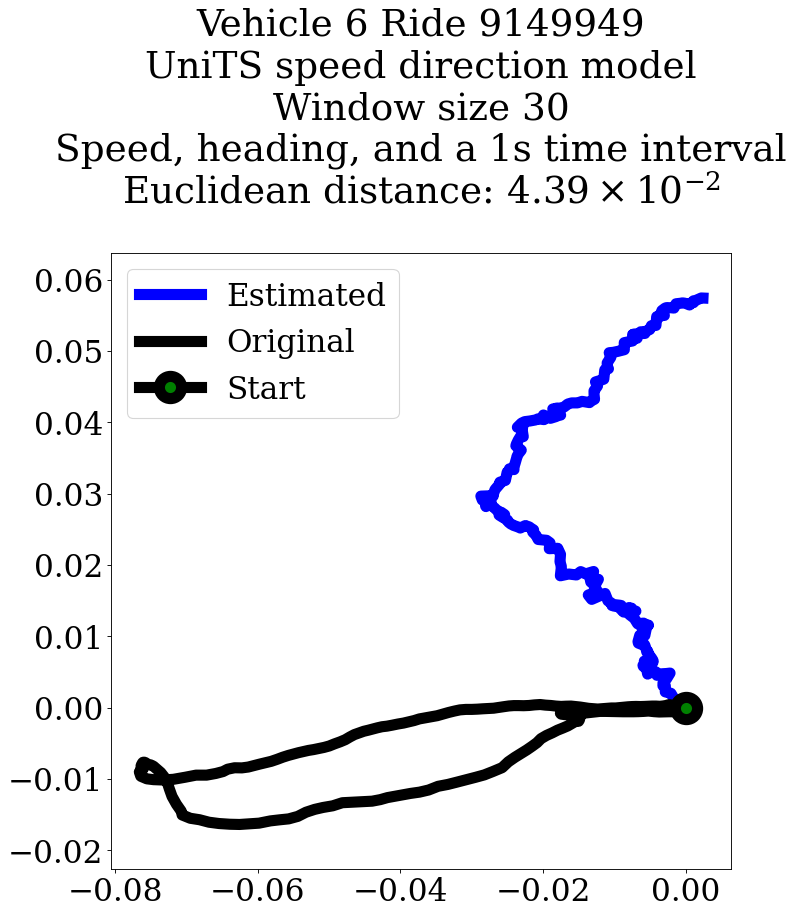 Vehicle 6 Ride 9149949
UniTS speed direction model
Window size 30
Speed, heading, and a 1s time interval
Euclidean distance: 4.39 × 10⁻²
Estimated
Original
Start
0.06
0.05
0.04
0.03
0.02
0.01
0.00
−0.01
−0.02
−0.08 −0.06 −0.04 −0.02 0.00